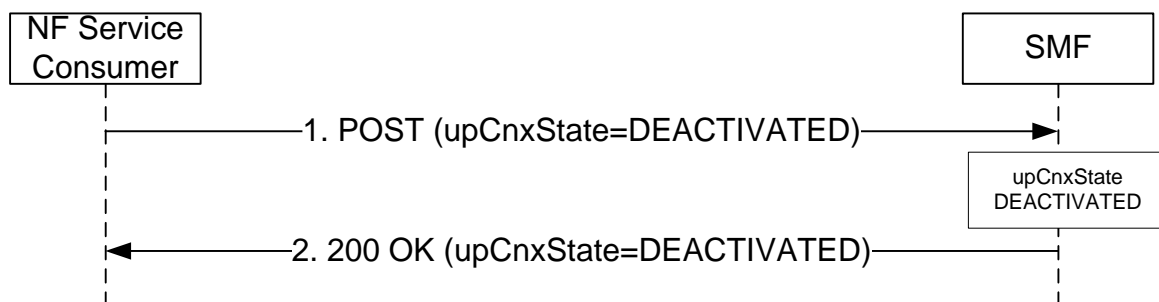 NF Service
Consumer
SMF
1. POST (upCnxState=DEACTIVATED)
upCnxState
DEACTIVATED
2. 200 OK (upCnxState=DEACTIVATED)